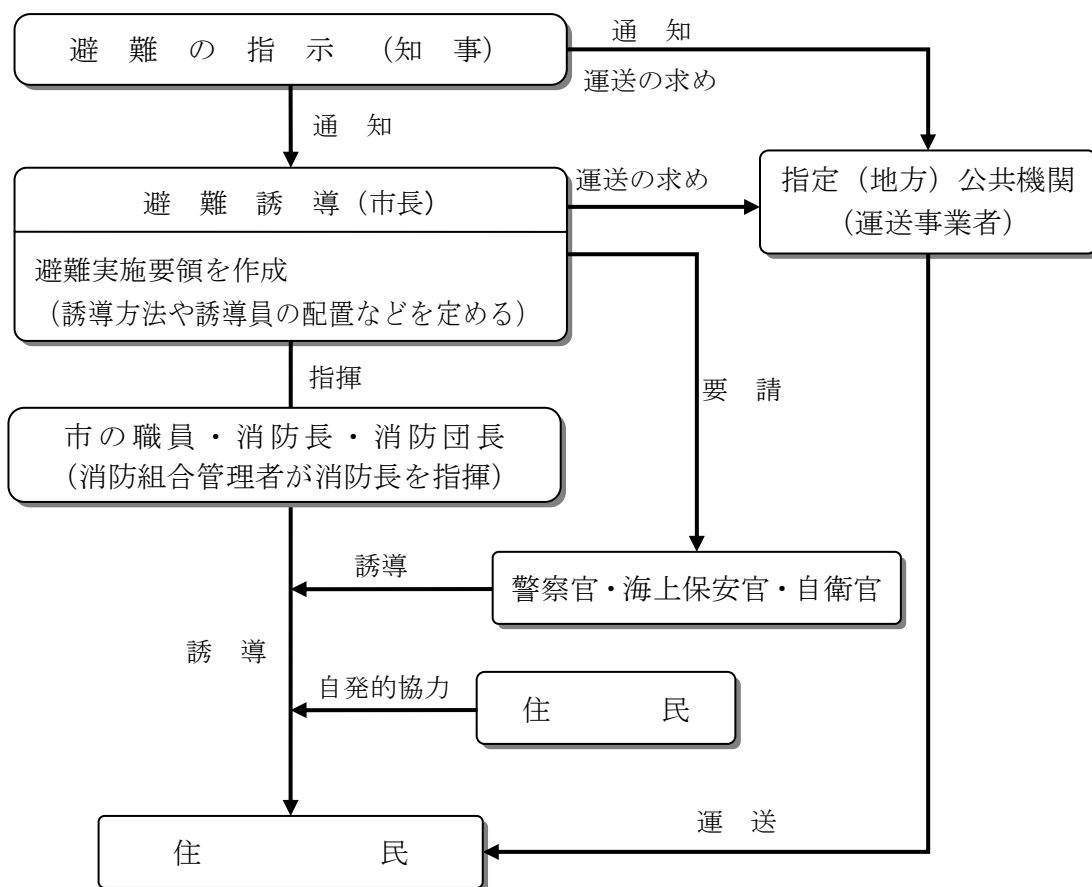 避難の指示（知事）
通知
運送の求め
通知
避難誘導（市長）
運送の求め
指定（地方）公共機関
（運送事業者）
避難実施要領を作成
（誘導方法や誘導員の配置などを定める）
指揮
要請
市の職員・消防長・消防団長
（消防組合管理者が消防長を指揮）
誘導
警察官・海上保安官・自衛官
誘導
自発的協力
住民
運送
住民